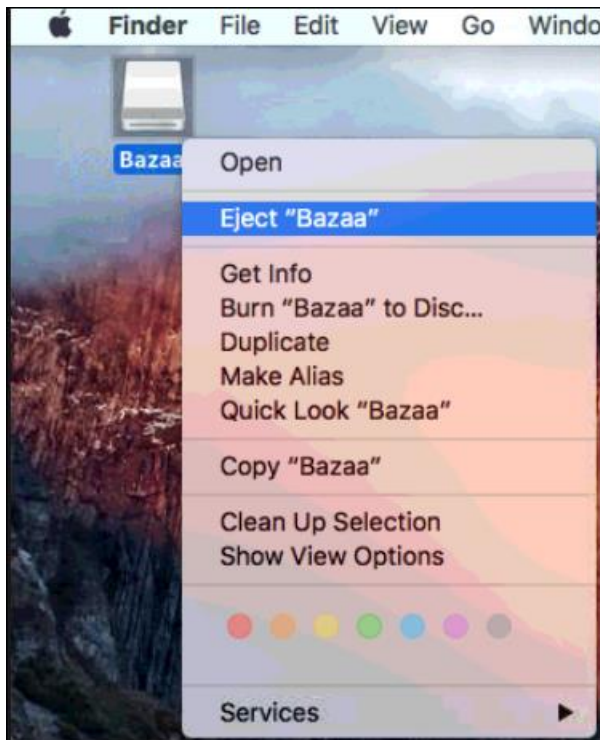 Finder File Edit View Go Windo
Bazaa
Open
Eject “Bazaa”
Get Info
Burn “Bazaa” to Disc...
Duplicate
Make Alias
Quick Look “Bazaa”
Copy “Bazaa”
Clean Up Selection
Show View Options
Services